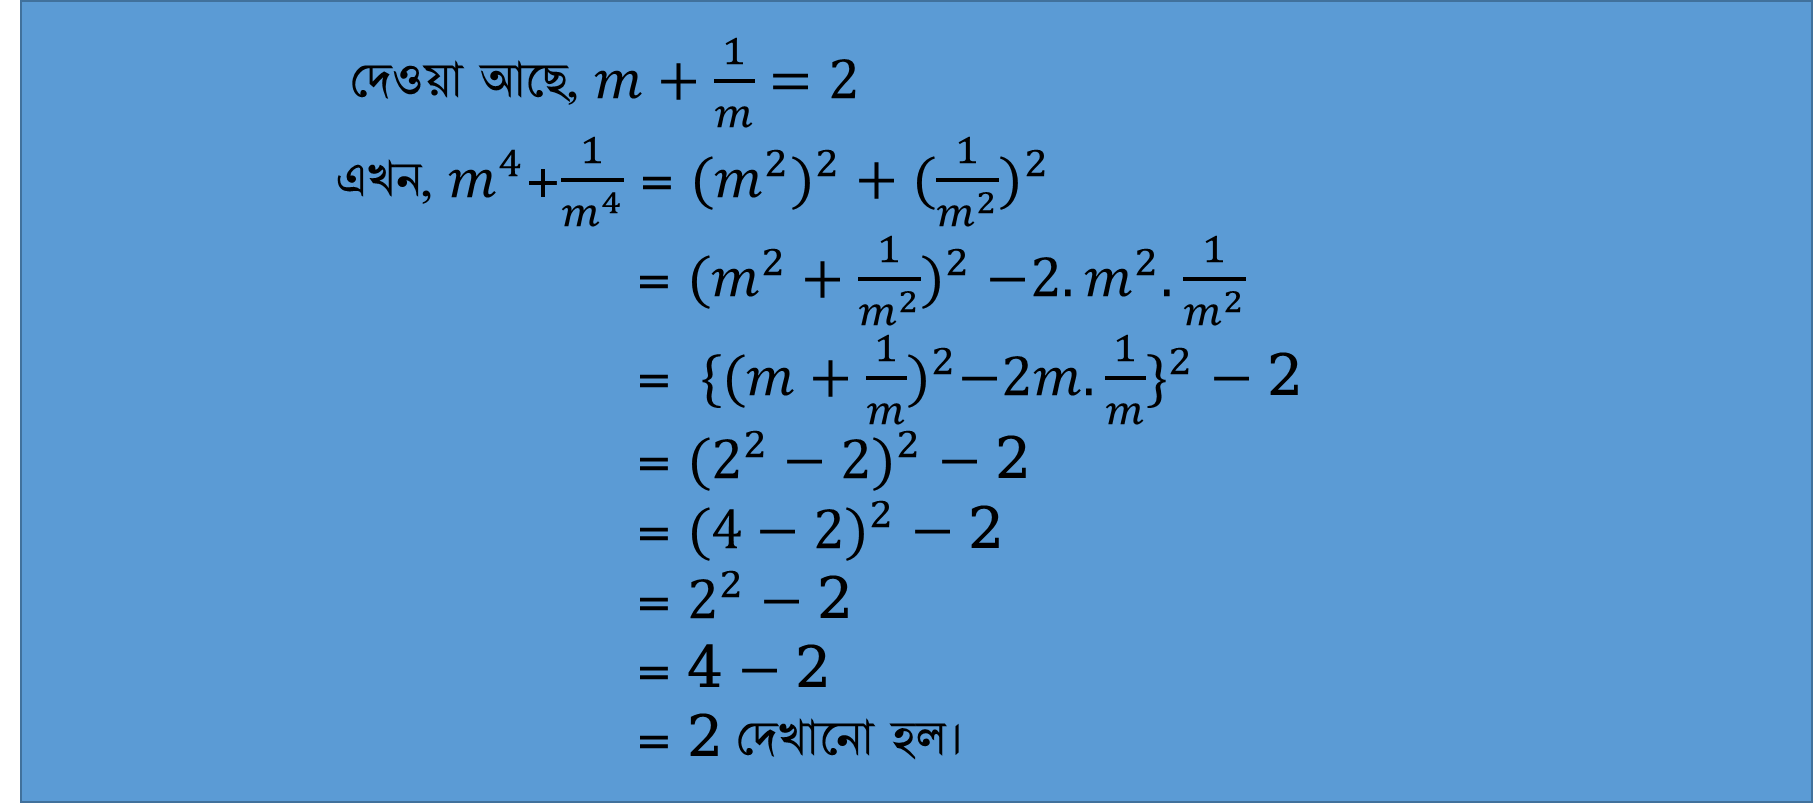 দেওয়া আছে, m + 1/m = 2
এখন, m⁴+1/m⁴ = (m²)² + (1/m²)²
= (m² + 1/m²)² −2. m². 1/m²
= {(m + 1/m)²−2m. 1/m}² − 2
= (2² − 2)² − 2
= (4 − 2)² − 2
= 2² − 2
= 4 − 2
= 2 দেখানো হল।